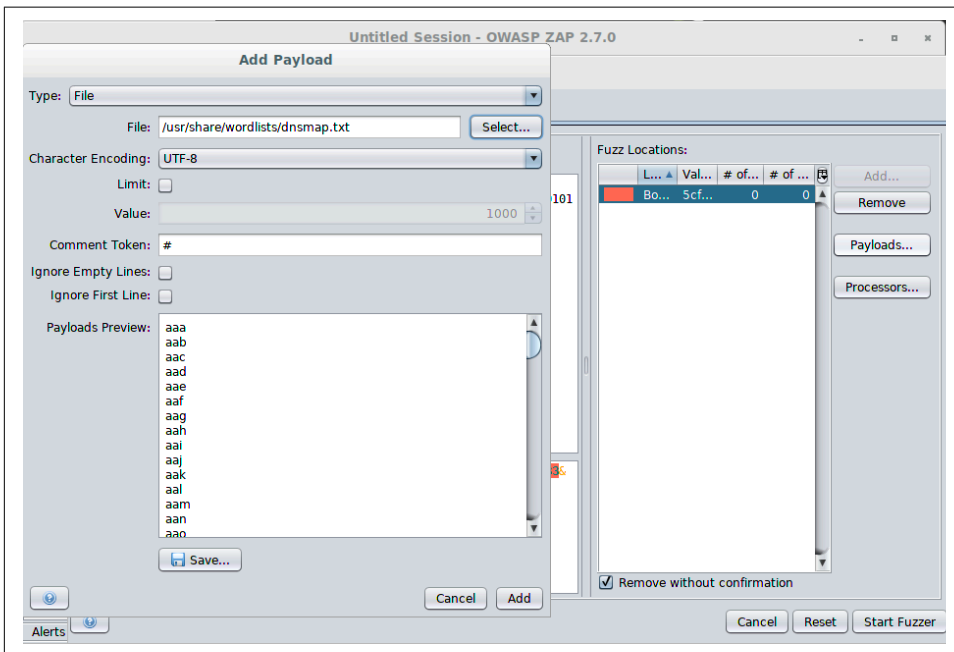 Untitled Session - OWASP ZAP 2.7.0
Add Payload
Type: File
File: /usr/share/wordlists/dnsmap.txt Select...
Character Encoding: UTF-8
Limit:
Value: 1000
Comment Token: #
Ignore Empty Lines:
Ignore First Line:
Payloads Preview:
aaa
aab
aac
aad
aae
aaf
aag
aah
aai
aaj
aak
aal
aam
aan
aao
Save...
Cancel Add
0101
3&
Fuzz Locations:
L... Val... # of... # of ...
Bo... 5cf... 0 0
Add...
Remove
Payloads...
Processors...
Remove without confirmation
Alerts
Cancel Reset Start Fuzzer